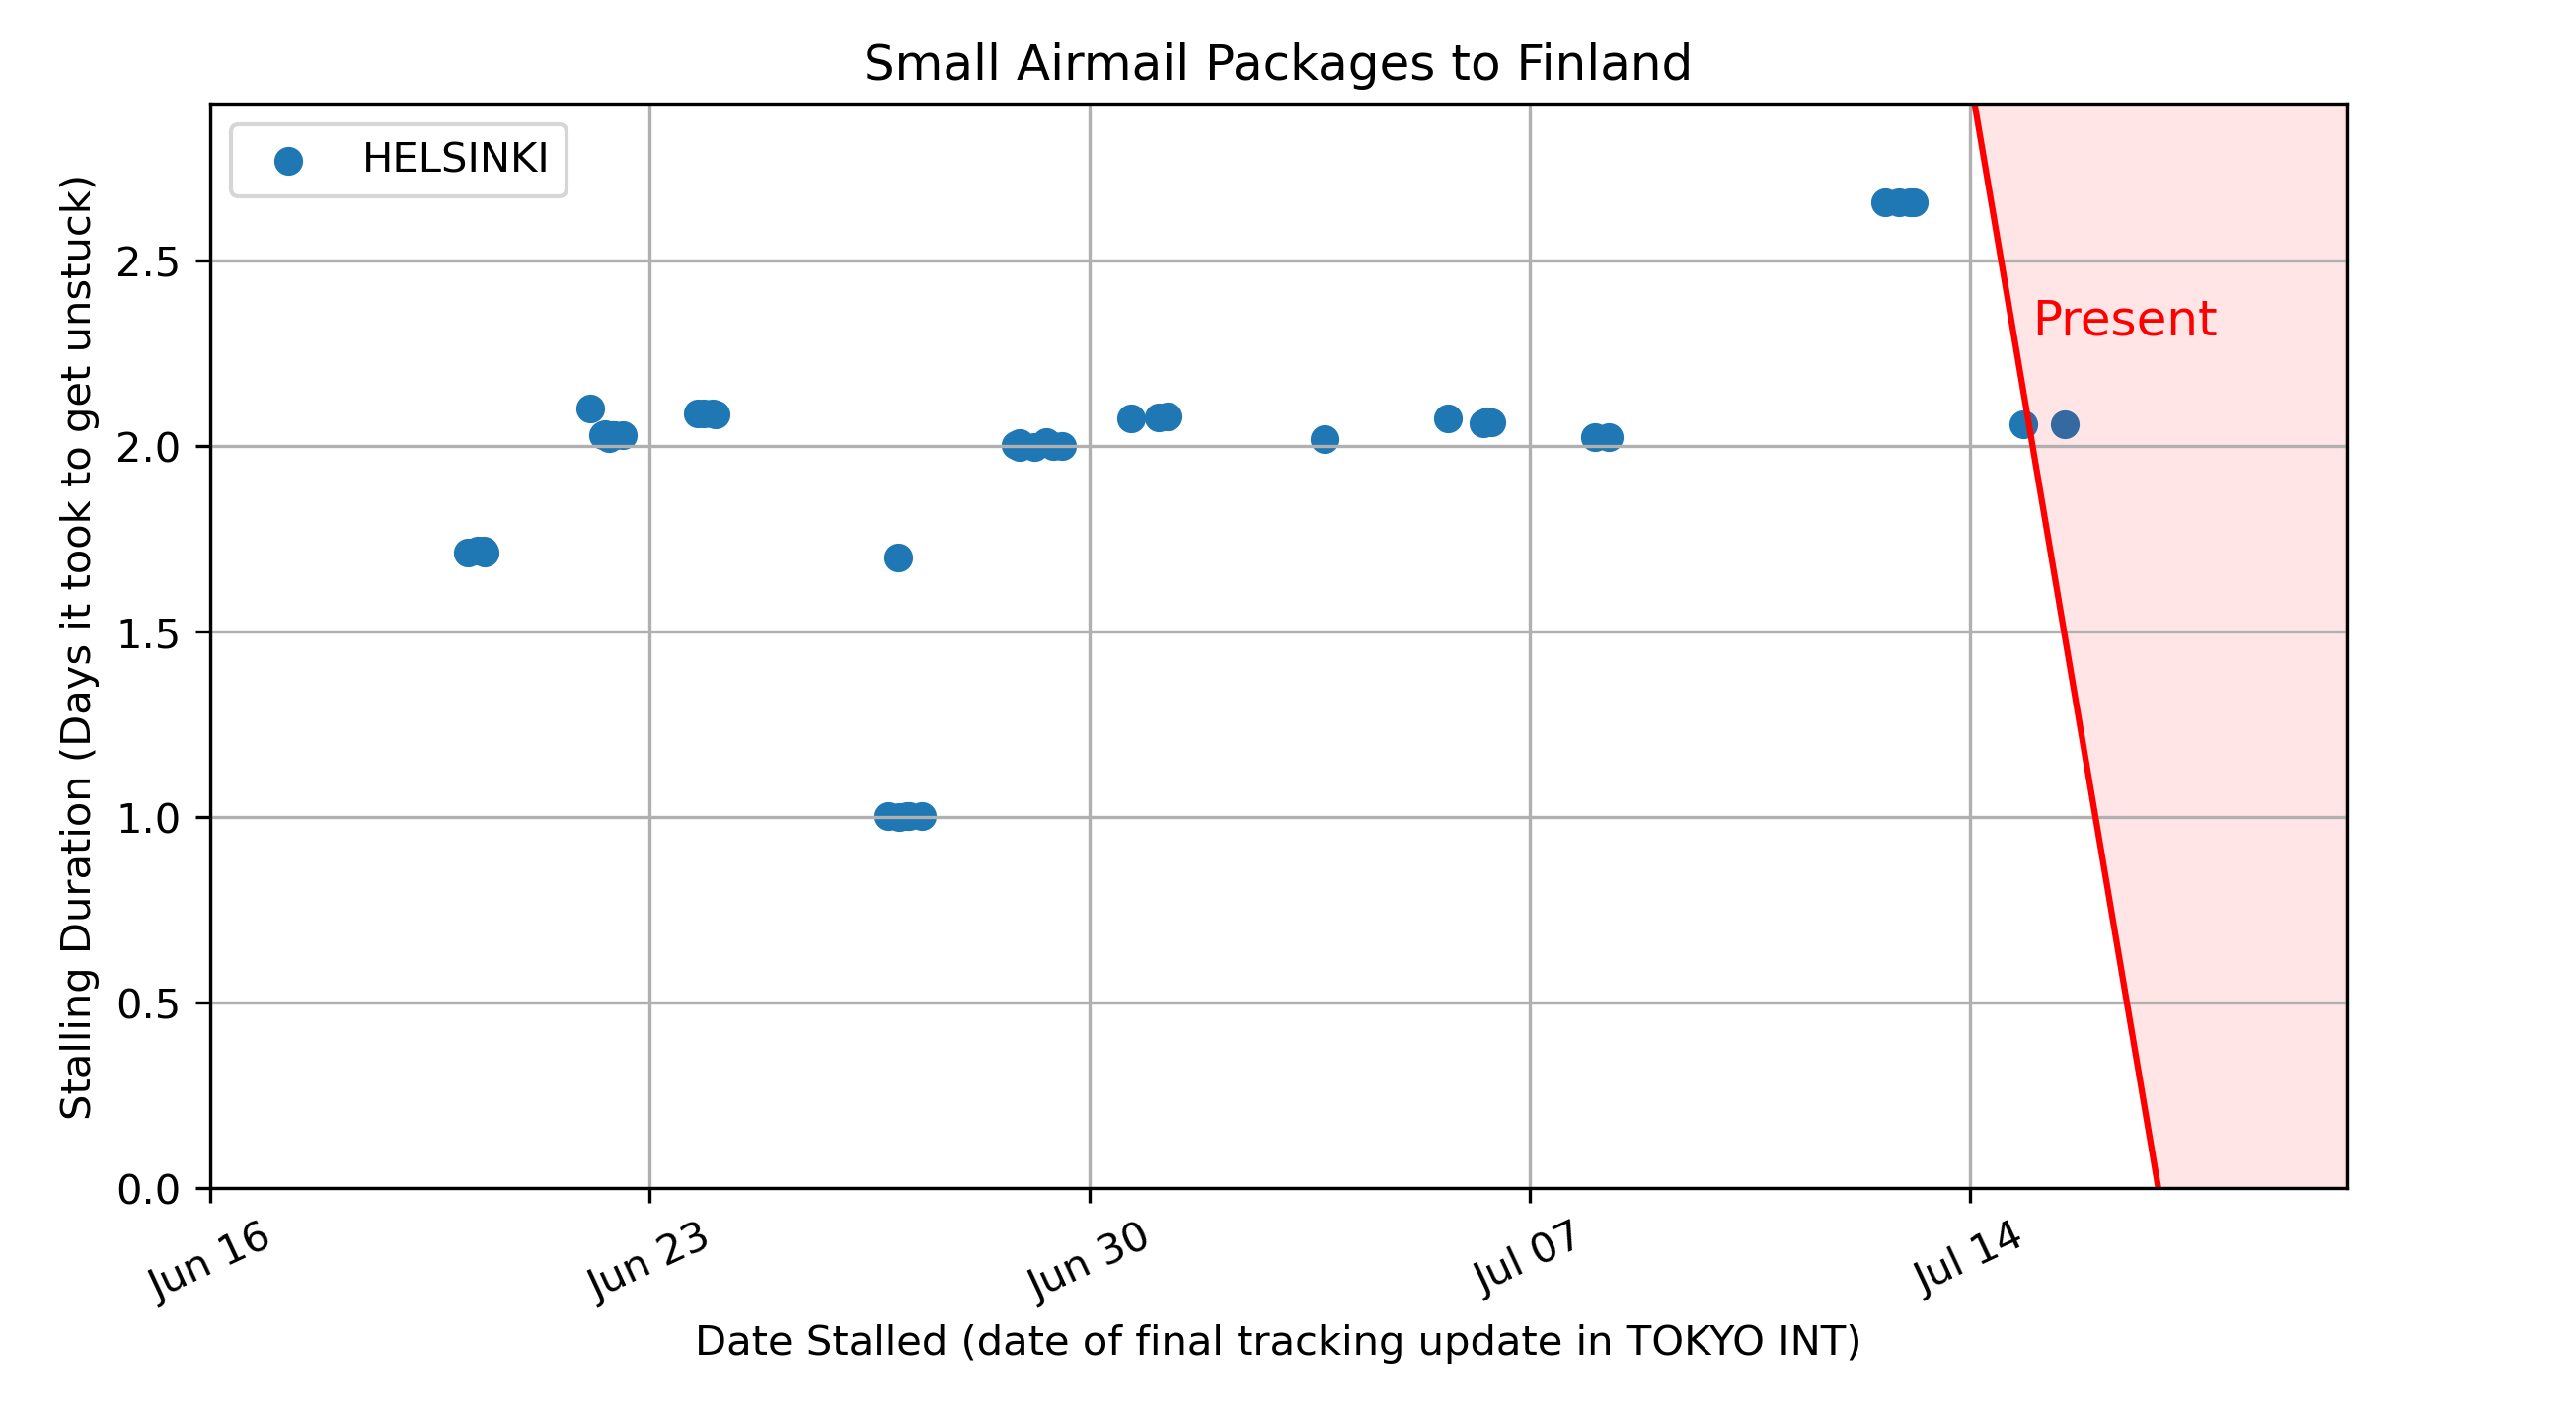 Small Airmail Packages to Finland
HELSINKI
Present
Stalling Duration (Days it took to get unstuck)
2.5
2.0
1.5
1.0
0.5
0.0
Jun 16
Jun 23
Jun 30
Jul 07
Jul 14
Date Stalled (date of final tracking update in TOKYO INT)